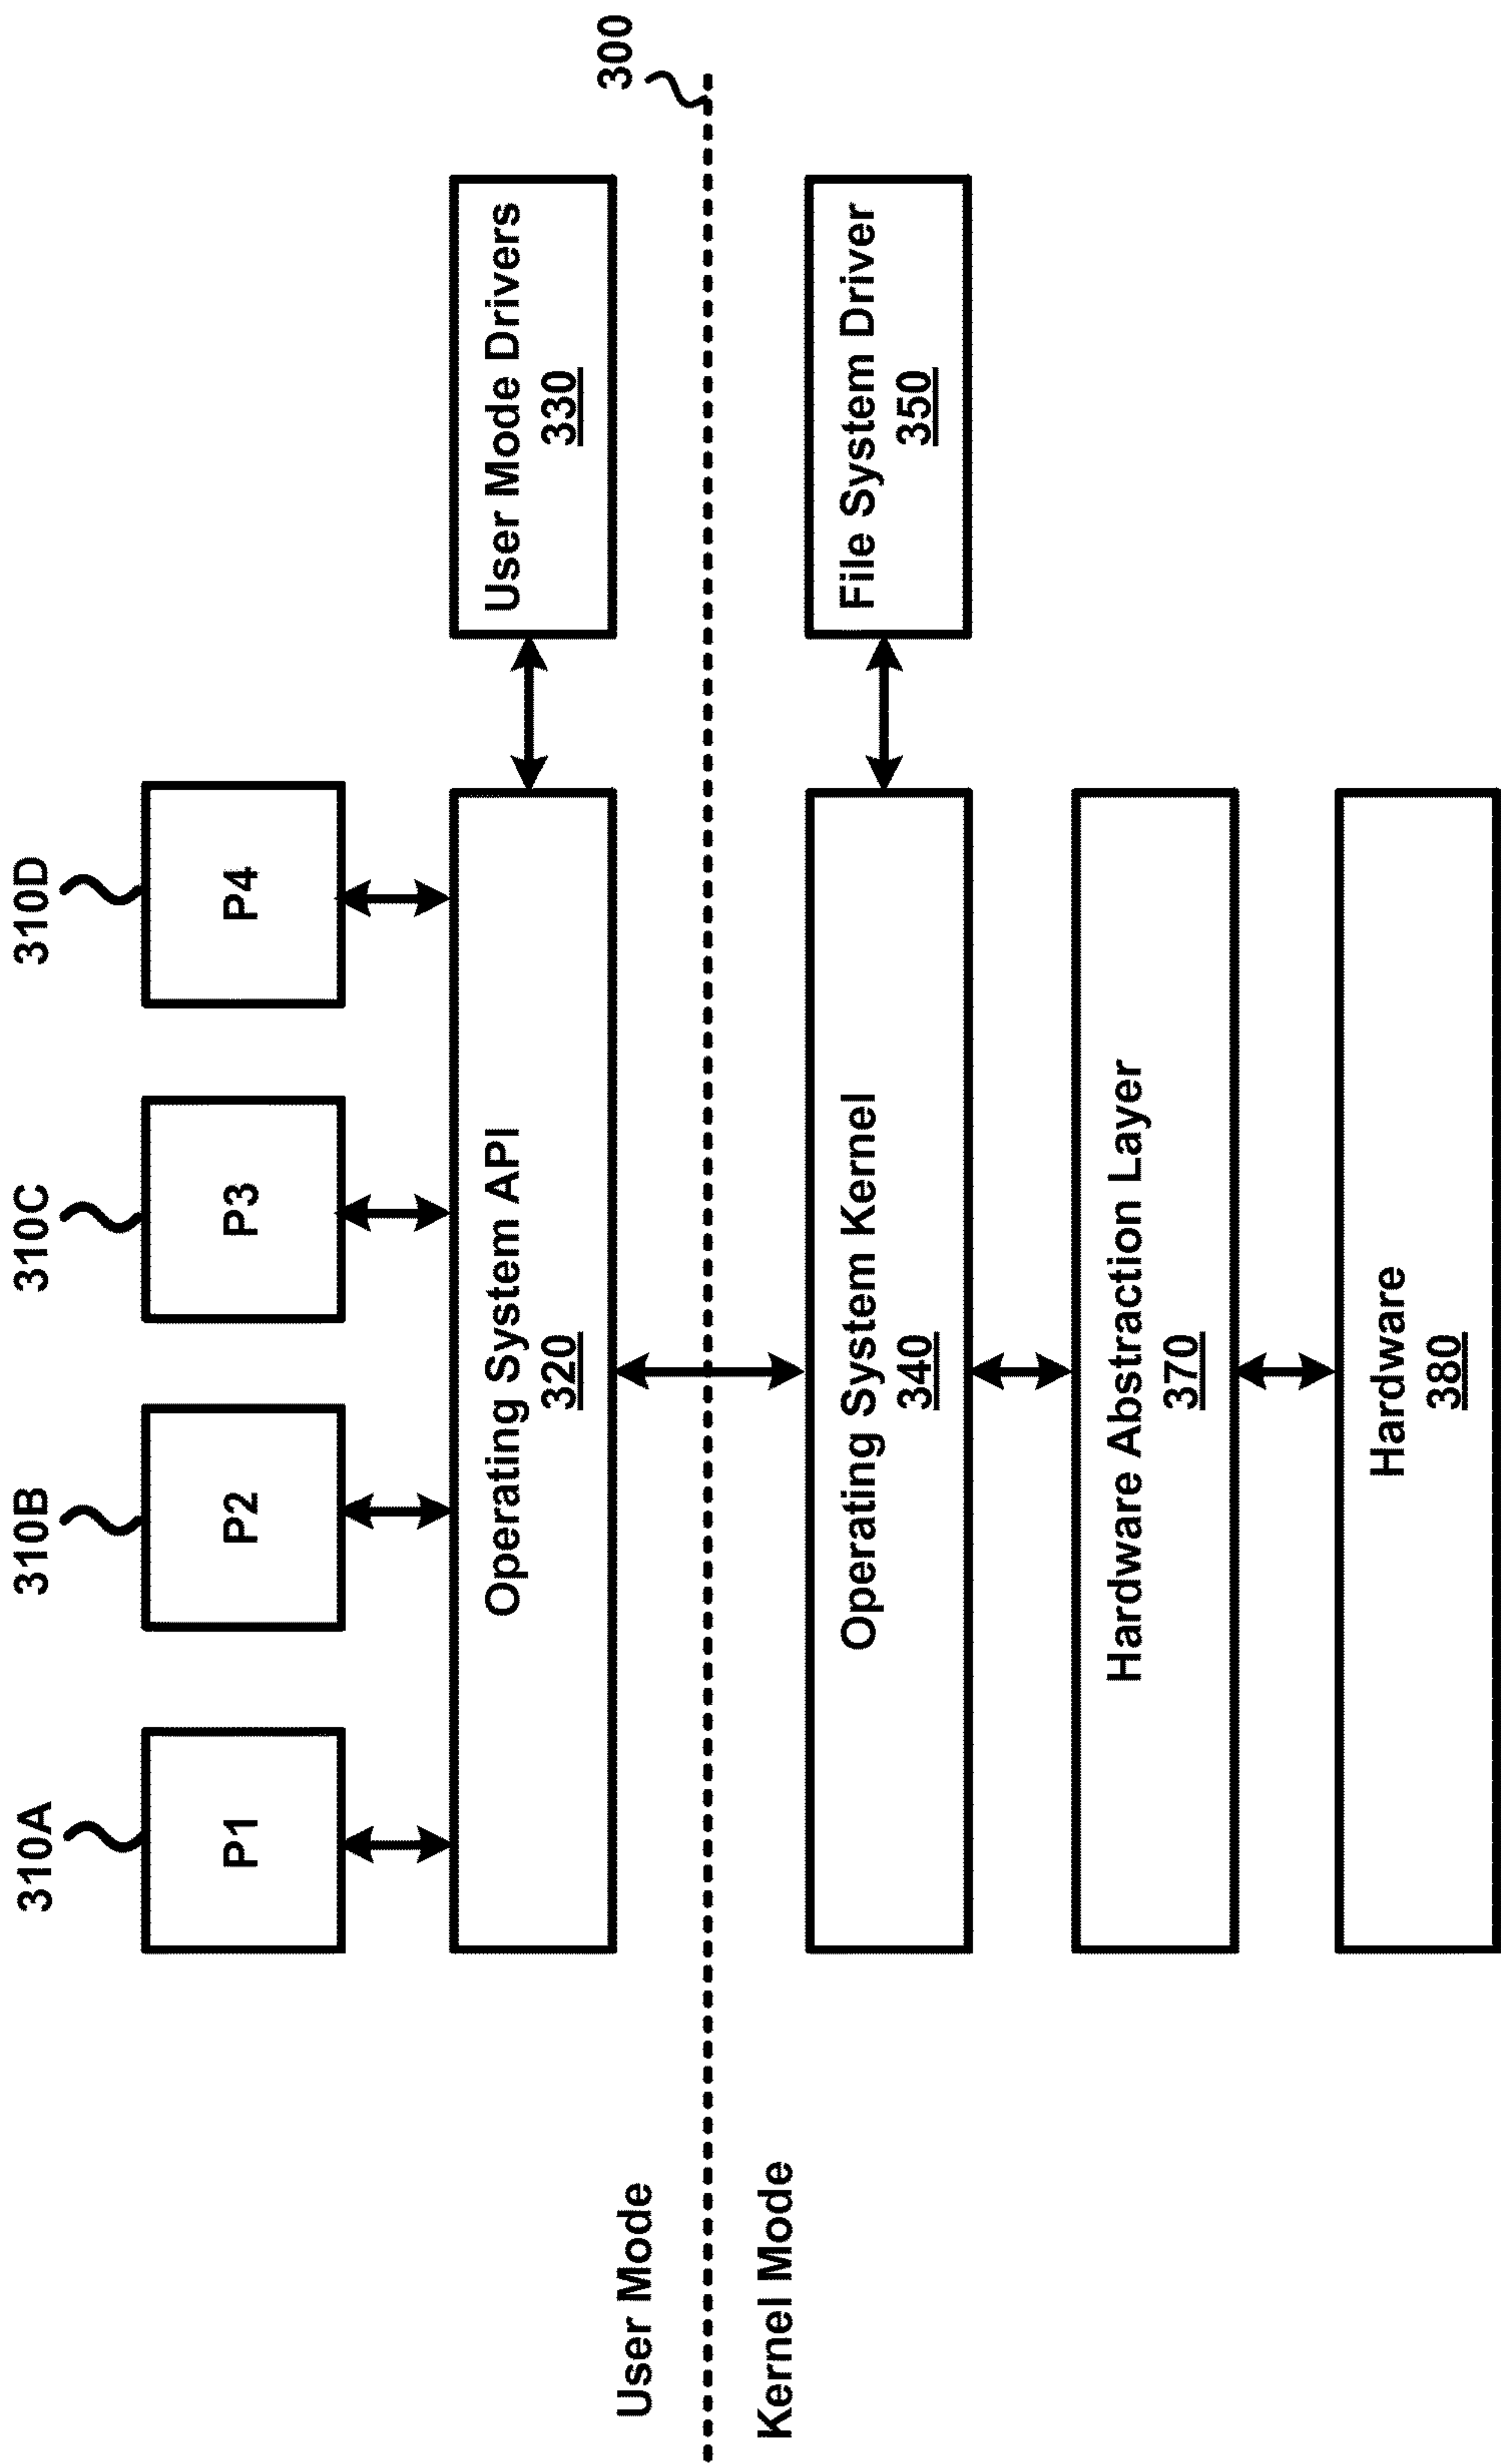 310A
310B
310C
310D
P1
P2
P3
P4
Operating System API
320
User Mode Drivers
330
User Mode
300
Kernel Mode
Operating System Kernel
340
File System Driver
350
Hardware Abstraction Layer
370
Hardware
380